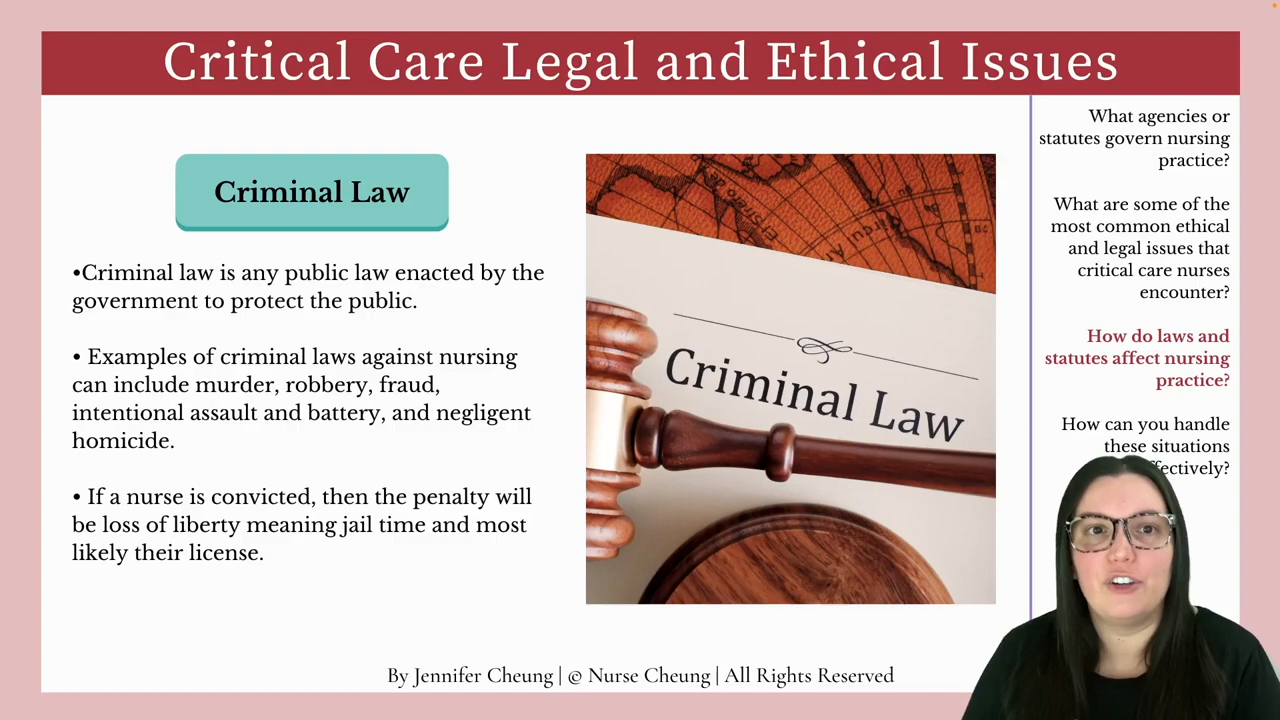 Critical Care Legal and Ethical Issues
Criminal Law
•Criminal law is any public law enacted by the
government to protect the public.
• Examples of criminal laws against nursing
can include murder, robbery, fraud,
intentional assault and battery, and negligent
homicide.
• If a nurse is convicted, then the penalty will
be loss of liberty meaning jail time and most
likely their license.
Criminal Law
What agencies or
statutes govern nursing
practice?
What are some of the
most common ethical
and legal issues that
critical care nurses
encounter?
How do laws and
statutes affect nursing
practice?
How can you handle
these situations
By Jennifer Cheung | © Nurse Cheung | All Rights Reserved